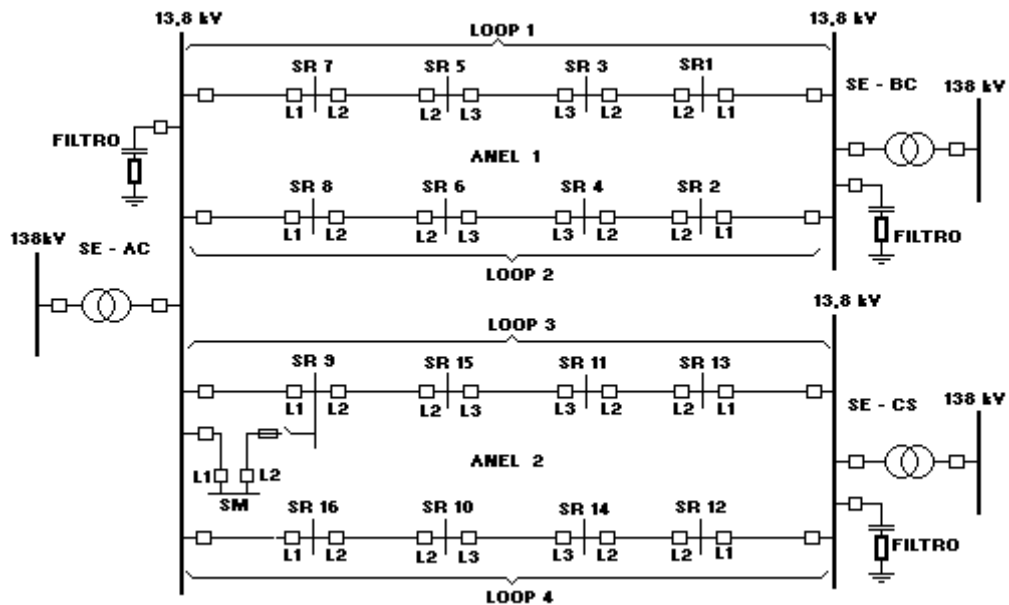 13,8 kV 13,8 kV
LOOP 1
SR 7 SR 5 SR 3 SR1
SE - BC 138 kV
L1 L2 L2 L3 L3 L2 L2 L1
FILTRO
ANEL 1
SR 8 SR 6 SR 4 SR 2
L1 L2 L2 L3 L3 L2 L2 L1
FILTRO
138kV SE - AC
LOOP 2
13,8 kV
LOOP 3
SR 9 SR 15 SR 11 SR 13
L1 L2 L2 L3 L3 L2 L2 L1
SE - CS 138 kV
L1 L2
ANEL 2
SM
SR 16 SR 10 SR 14 SR 12
FILTRO
L1 L2 L2 L3 L3 L2 L2 L1
LOOP 4